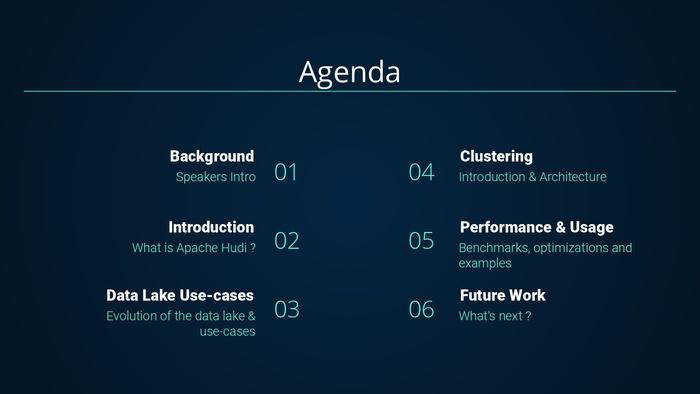 Agenda
Background
Speakers Intro
01
Introduction
What is Apache Hudi ?
02
Data Lake Use-cases
Evolution of the data lake &
use-cases
03
04
Clustering
Introduction & Architecture
05
Performance & Usage
Benchmarks, optimizations and
examples
06
Future Work
What's next ?